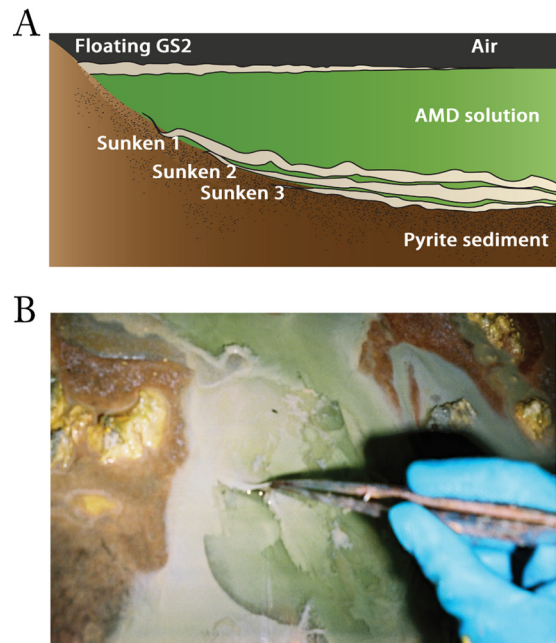 A
Floating GS2 Air
AMD solution
Sunken 1
Sunken 2
Sunken 3
Pyrite sediment
B